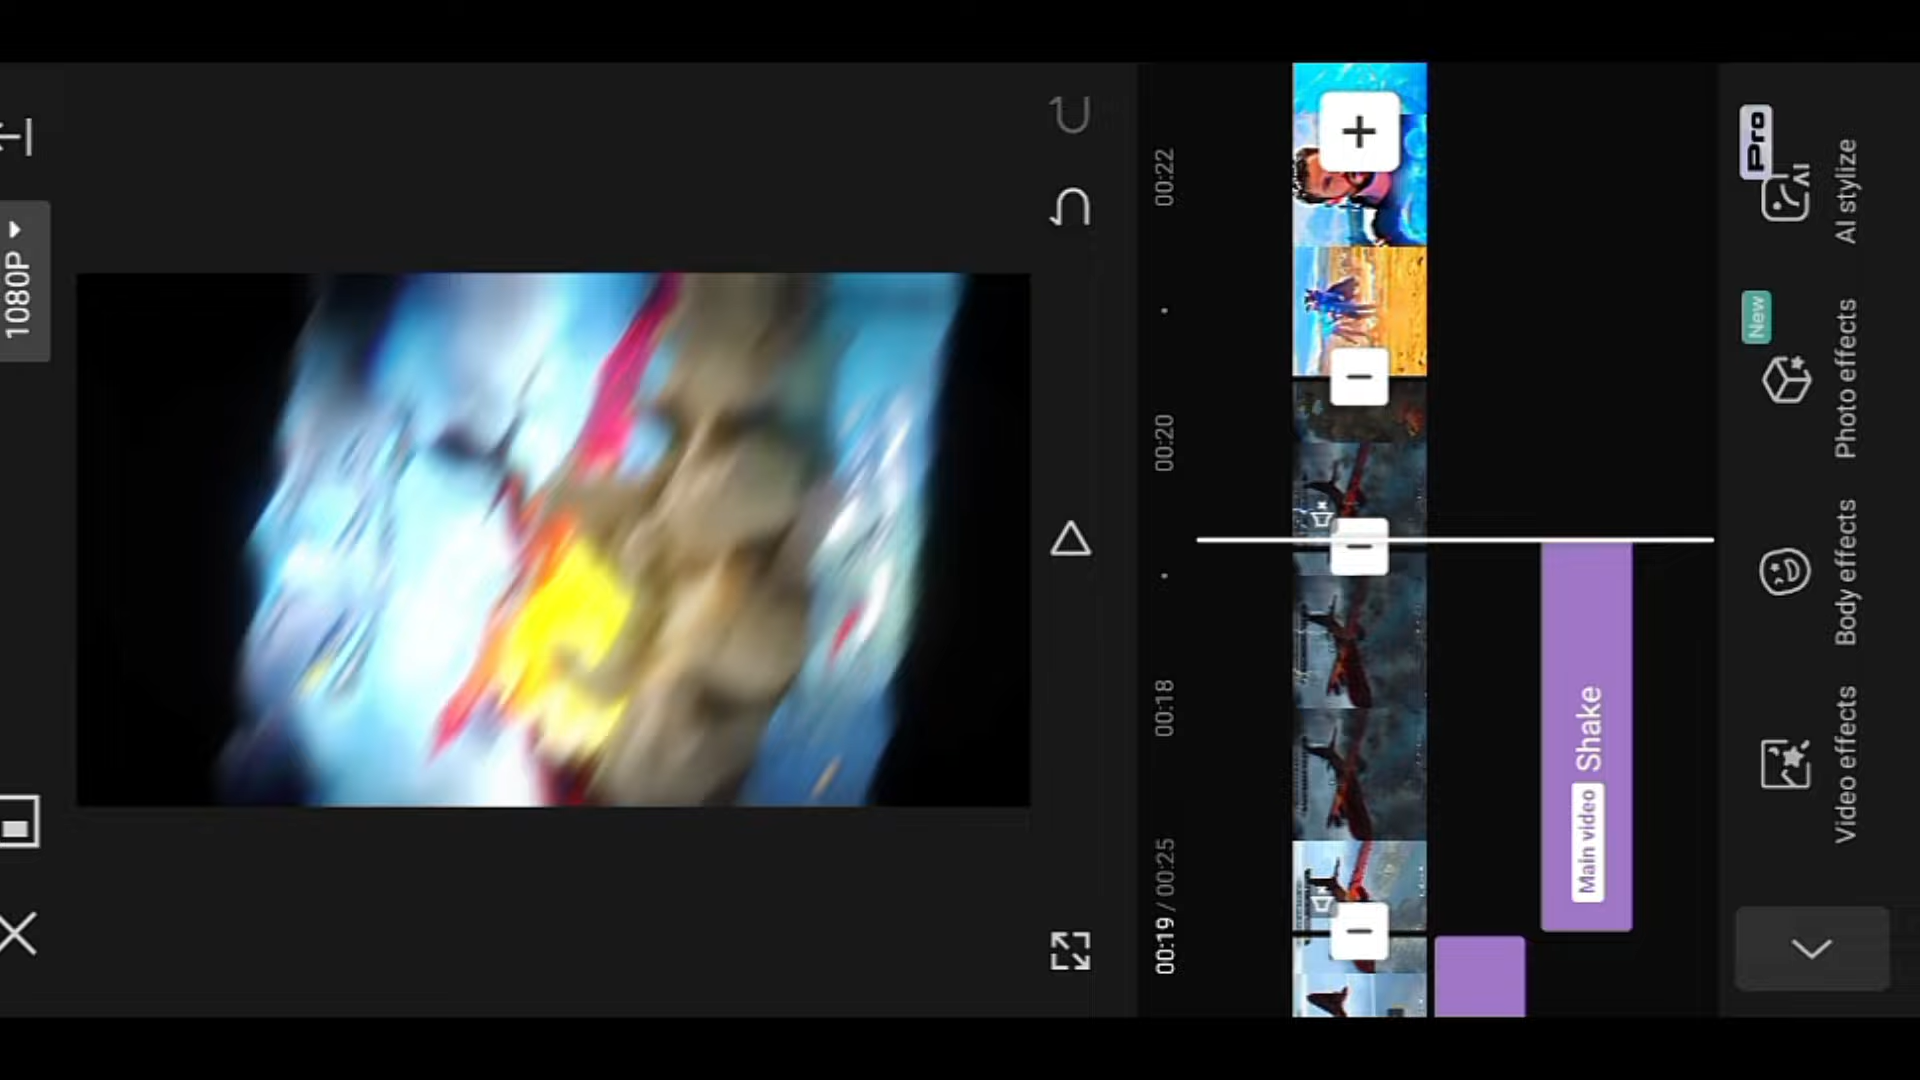 1080P
00:19 / 00:25
00:18
00:20
00:22
Main video Shake
Video effects
Body effects
New
Photo effects
Pro
AI stylize